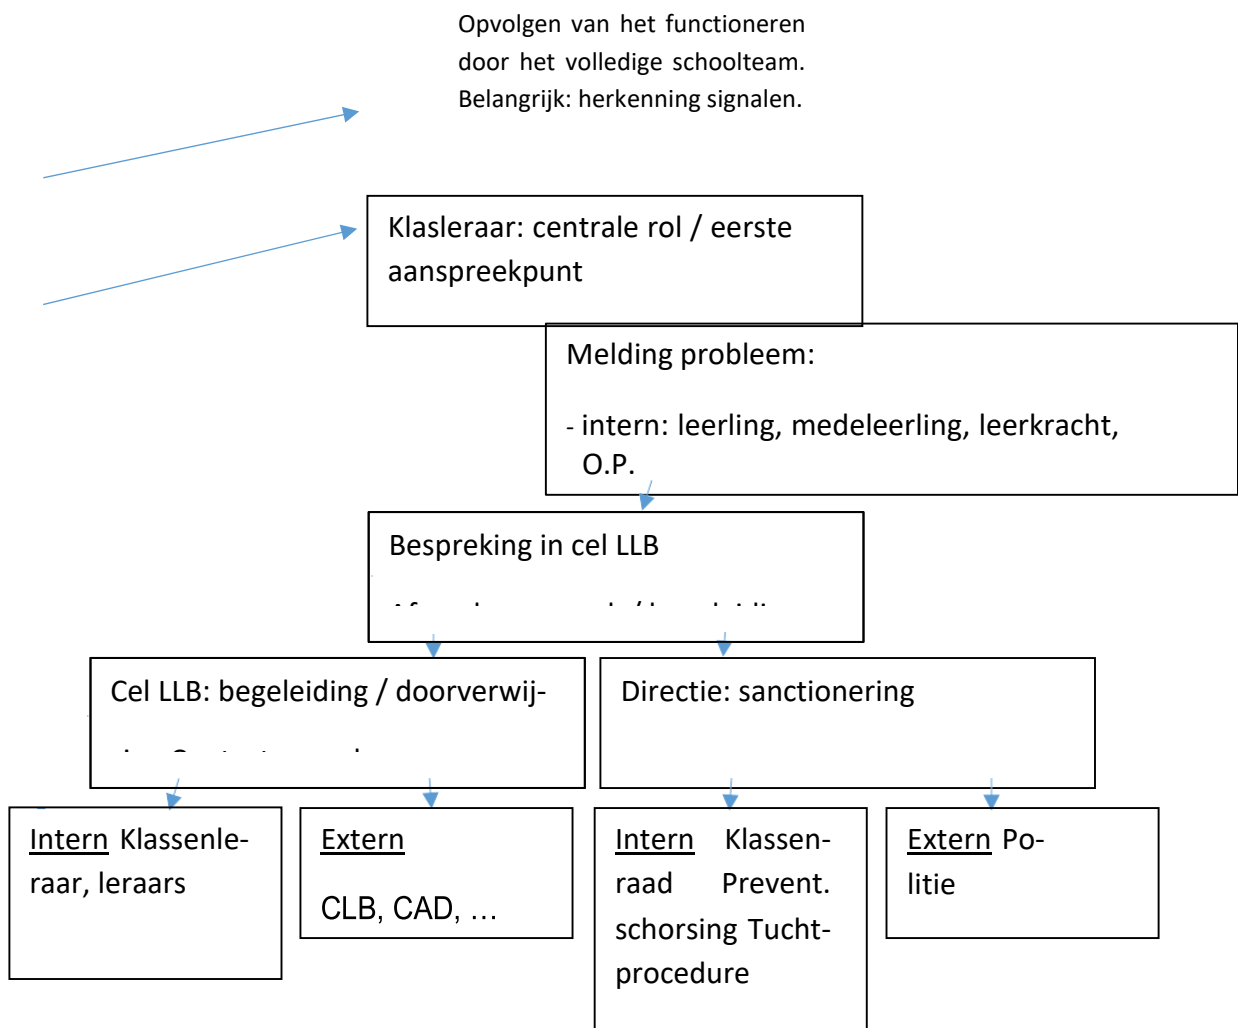 Opvolgen van het functioneren
door het volledige schoolteam.
Belangrijk: herkenning signalen.
Klasleraar: centrale rol / eerste
aanspreekpunt
Melding probleem:
- intern: leerling, medeleerling, leerkracht,
O.P.
Bespreking in cel LLB
Cel LLB: begeleiding / doorverwij-
Directie: sanctionering
Intern Klassenle-
raar, leraars
Extern
CLB, CAD, ...
Intern Klassen-
raad Prevent.
schorsing Tucht-
procedure
Extern Po-
litie